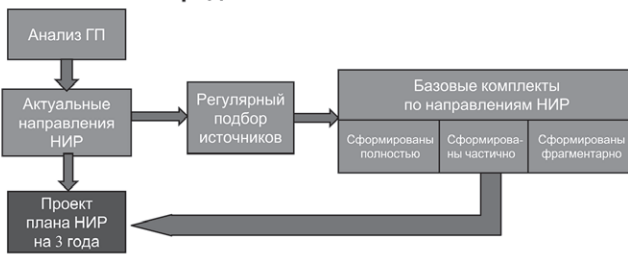 Анализ ГП
Актуальные
направления
НИР
Регулярный
подбор
источников
Базовые комплекты
по направлениям НИР
Сформированы
полностью
Сформирова-
ны частично
Сформированы
фрагментарно
Проект
плана НИР
на 3 года